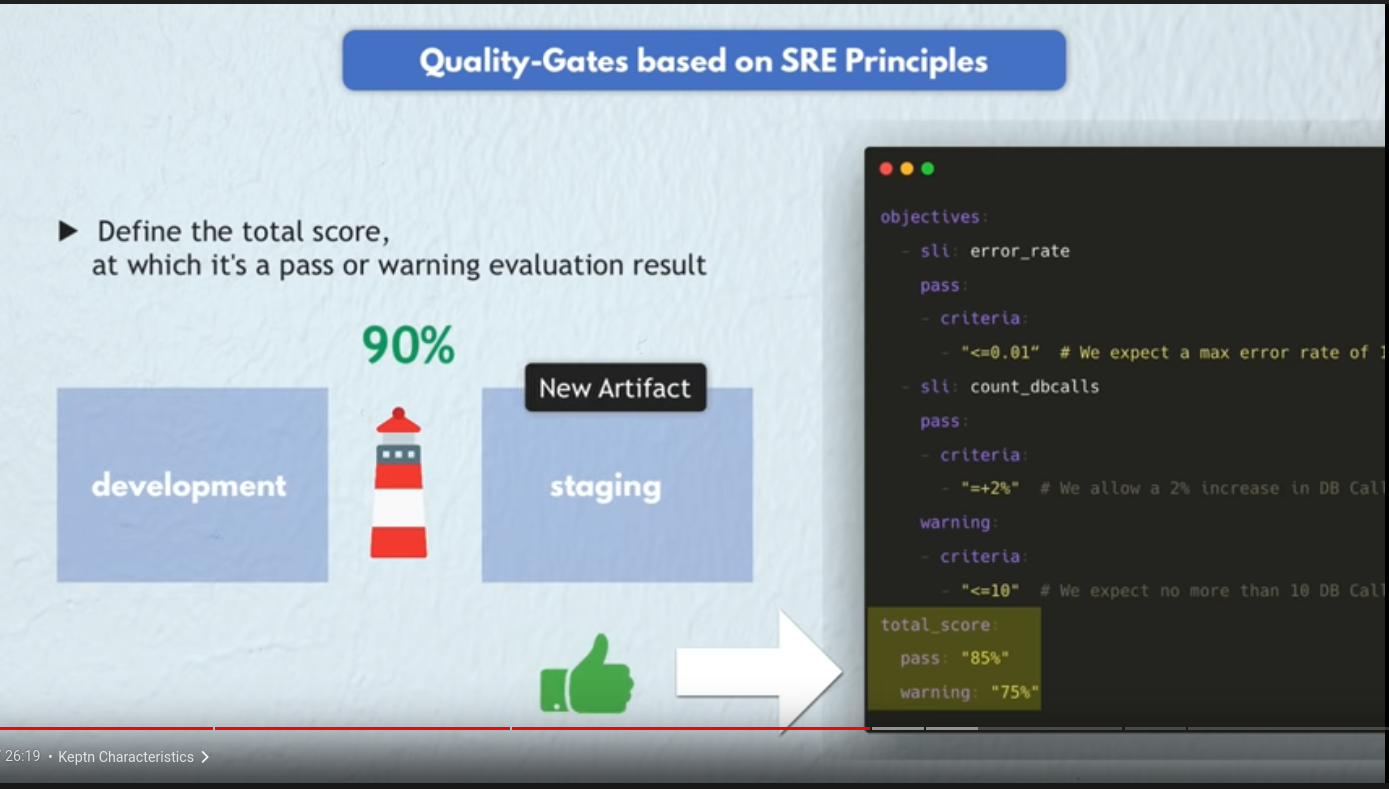 Quality-Gates based on SRE Principles
Define the total score,
at which it's a pass or warning evaluation result
90%
New Artifact
development
staging
objectives:
- sli: error_rate
pass:
- criteria:
- "<=0.01“ # We expect a max error rate of
- sli: count_dbcalls
pass:
- criteria:
- "=+2%" # We allow a 2% increase in DB
warning:
- criteria:
- "<=10" # We expect no more than 10 DB
total_score:
pass: "85%"
warning: "75%"
26:19 • Keptn Characteristics